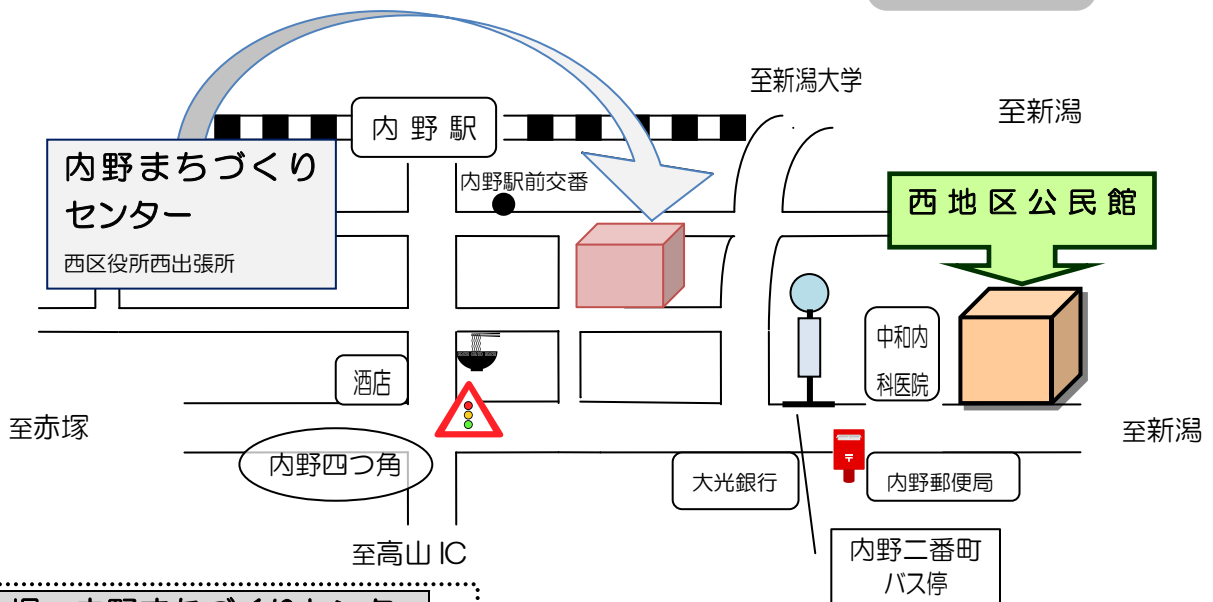 至新潟大学
至新潟
内野駅
内野まちづくり
センター
西区役所西出張所
内野駅前交番
西地区公民館
中和内
科医院
酒店
至赤塚
至新潟
内野四つ角
大光銀行
〒
内野郵便局
至高山IC
内野二番町
バス停